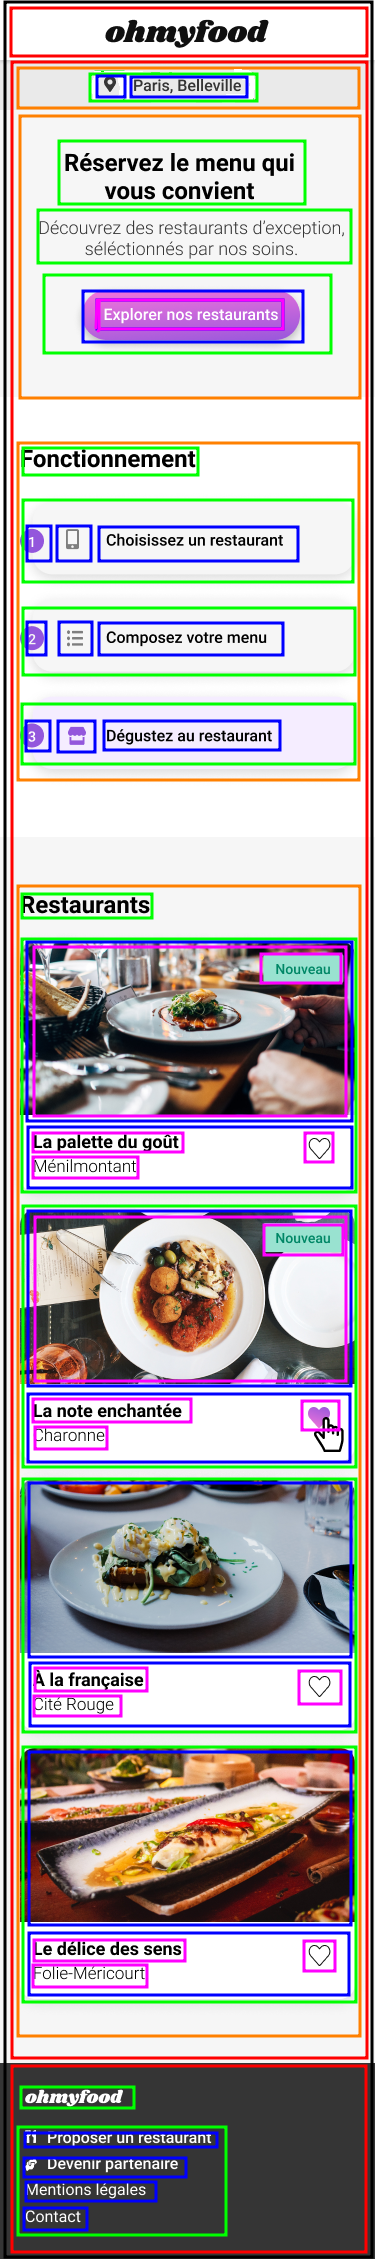 ohmyfood
Paris, Belleville
Réservez le menu qui
vous convient
Découvrez des restaurants d'exception,
séléctionnés par nos soins.
Explorer nos restaurants
Fonctionnement
1 Choisissez un restaurant
2 Composez votre menu
3 Dégustez au restaurant
Restaurants
Nouveau
La palette du goût
Ménilmontant
Nouveau
La note enchantée
Charonne
À la française
Cité Rouge
Le délice des sens
Folie-Méricourt
ohmyfood
Proposer un restaurant
Devenir partenaire
Mentions légales
Contact